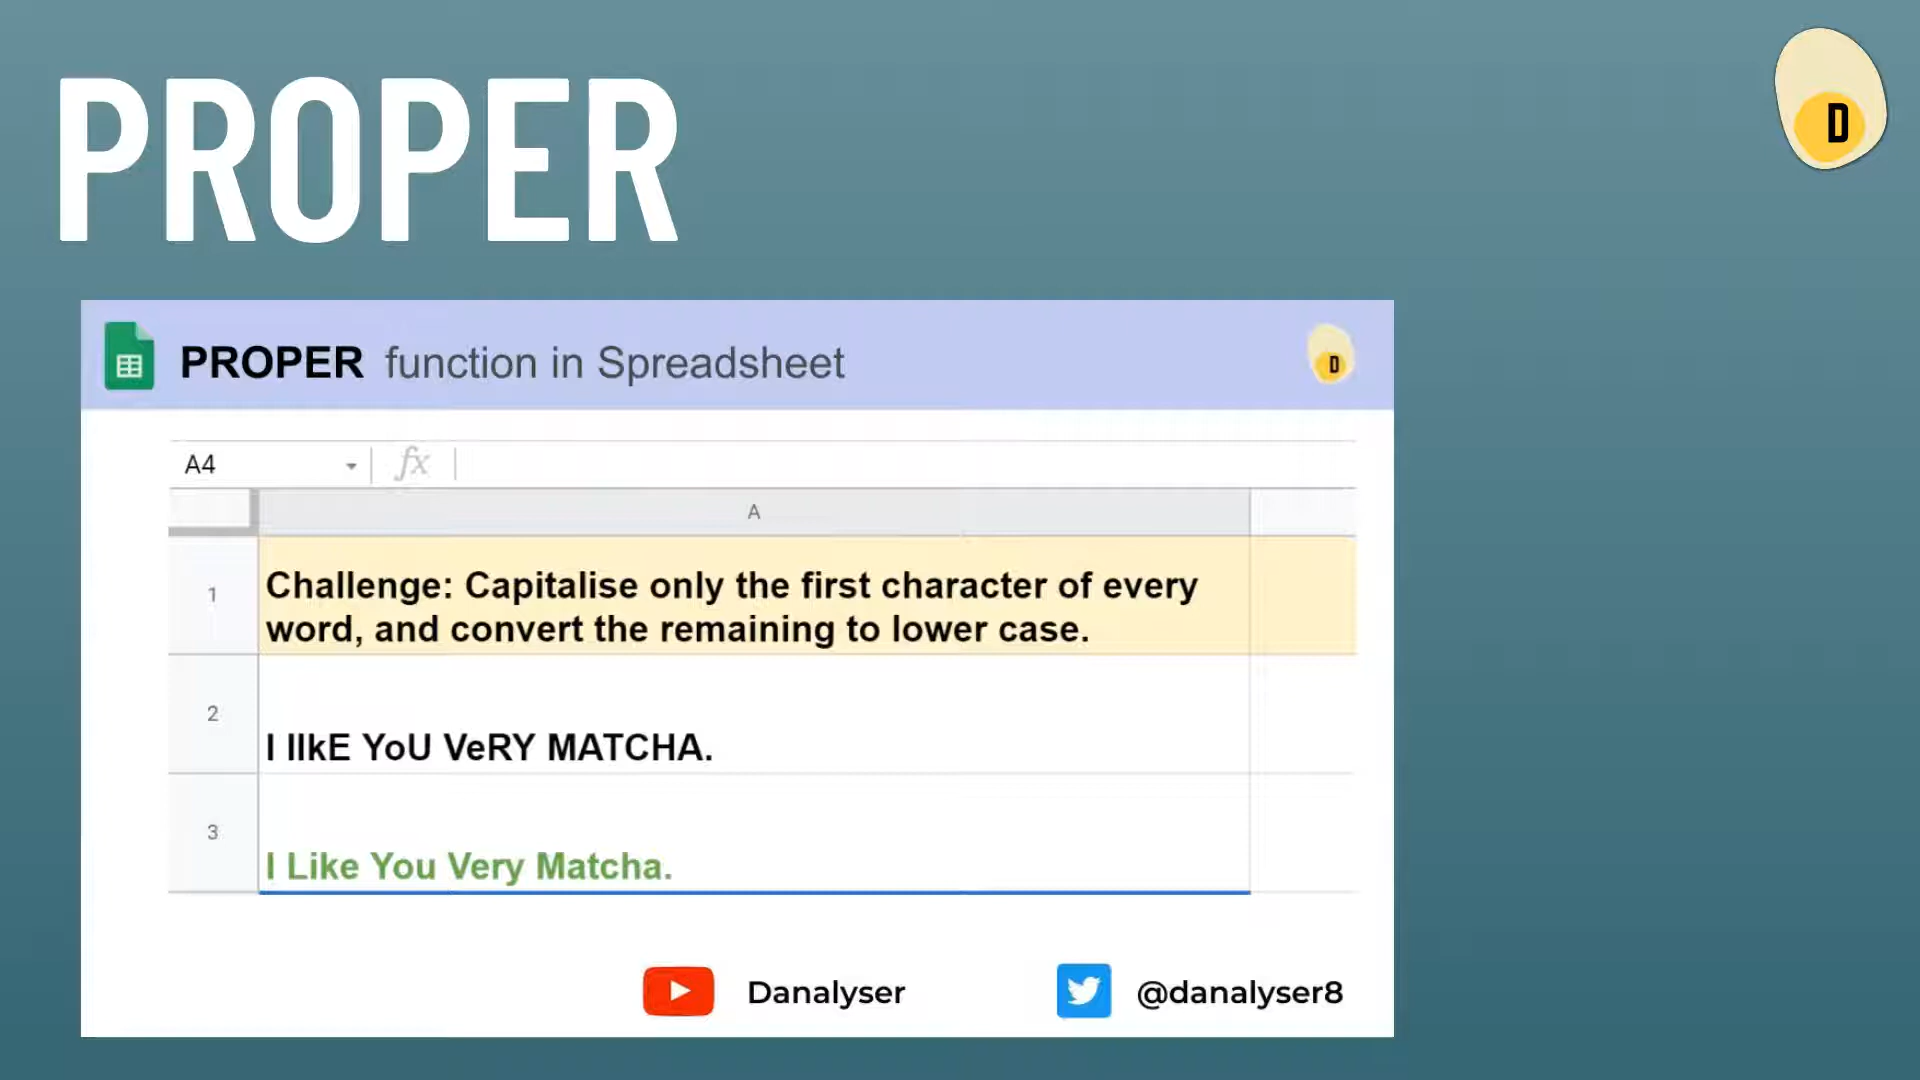 PROPER
D
PROPER function in Spreadsheet
D
A4
fx
A
1
Challenge: Capitalise only the first character of every
word, and convert the remaining to lower case.
2
I lIkE YoU VeRY MATCHA.
3
I Like You Very Matcha.
Danalyser
@danalyser8